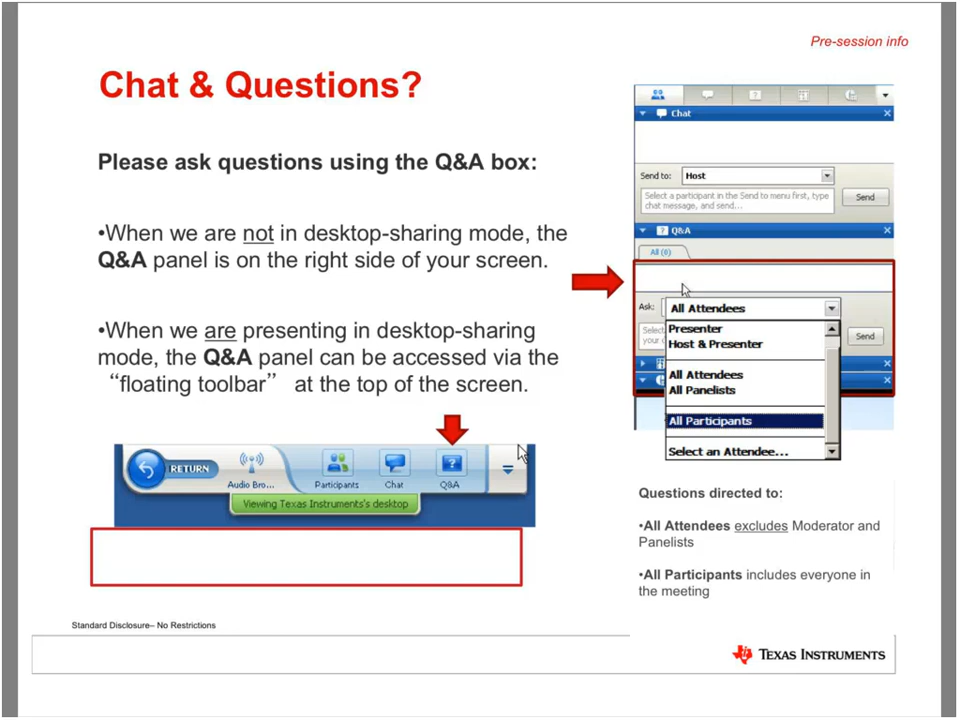 Pre-session info
Chat & Questions?
Please ask questions using the Q&A box:
•When we are not in desktop-sharing mode, the
Q&A panel is on the right side of your screen.
•When we are presenting in desktop-sharing
mode, the Q&A panel can be accessed via the
“floating toolbar” at the top of the screen.
RETURN
Audio Bro...
Participants
Chat
Q&A
Viewing Texas Instruments's desktop
Chat
Send to:
Host
Select a participant in the Send to menu first, type
chat message, and send...
Send
Q&A
All (0)
Ask:
All Attendees
Select
your
Send
Presenter
Host & Presenter
All Attendees
All Panelists
All Participants
Select an Attendee...
Questions directed to:
•All Attendees excludes Moderator and
Panelists
•All Participants includes everyone in
the meeting
Standard Disclosure– No Restrictions
TEXAS INSTRUMENTS